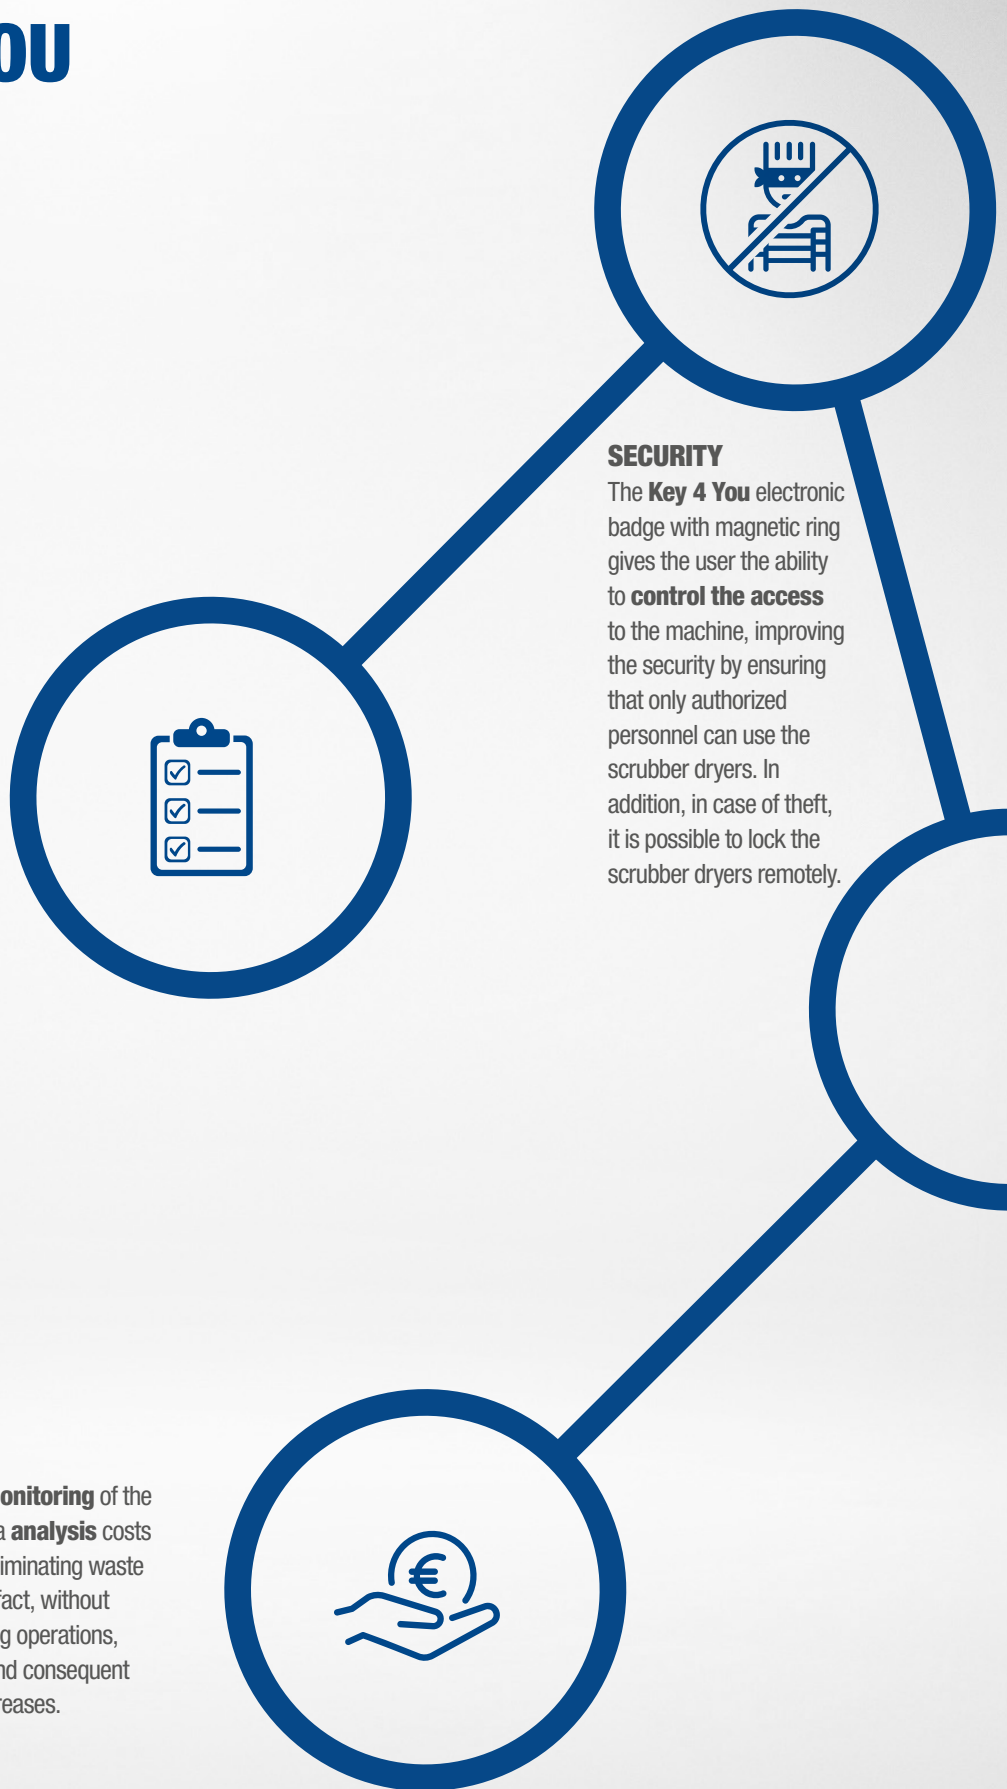 OU
SECURITY
The Key 4 You electronic
badge with magnetic ring
gives the user the ability
to control the access
to the machine, improving
the security by ensuring
that only authorized
personnel can use the
scrubber dryers. In
addition, in case of theft,
it is possible to lock the
scrubber dryers remotely.
onitoring of the
a analysis costs
iminating waste
fact, without
g operations,
nd consequent
reases.
€